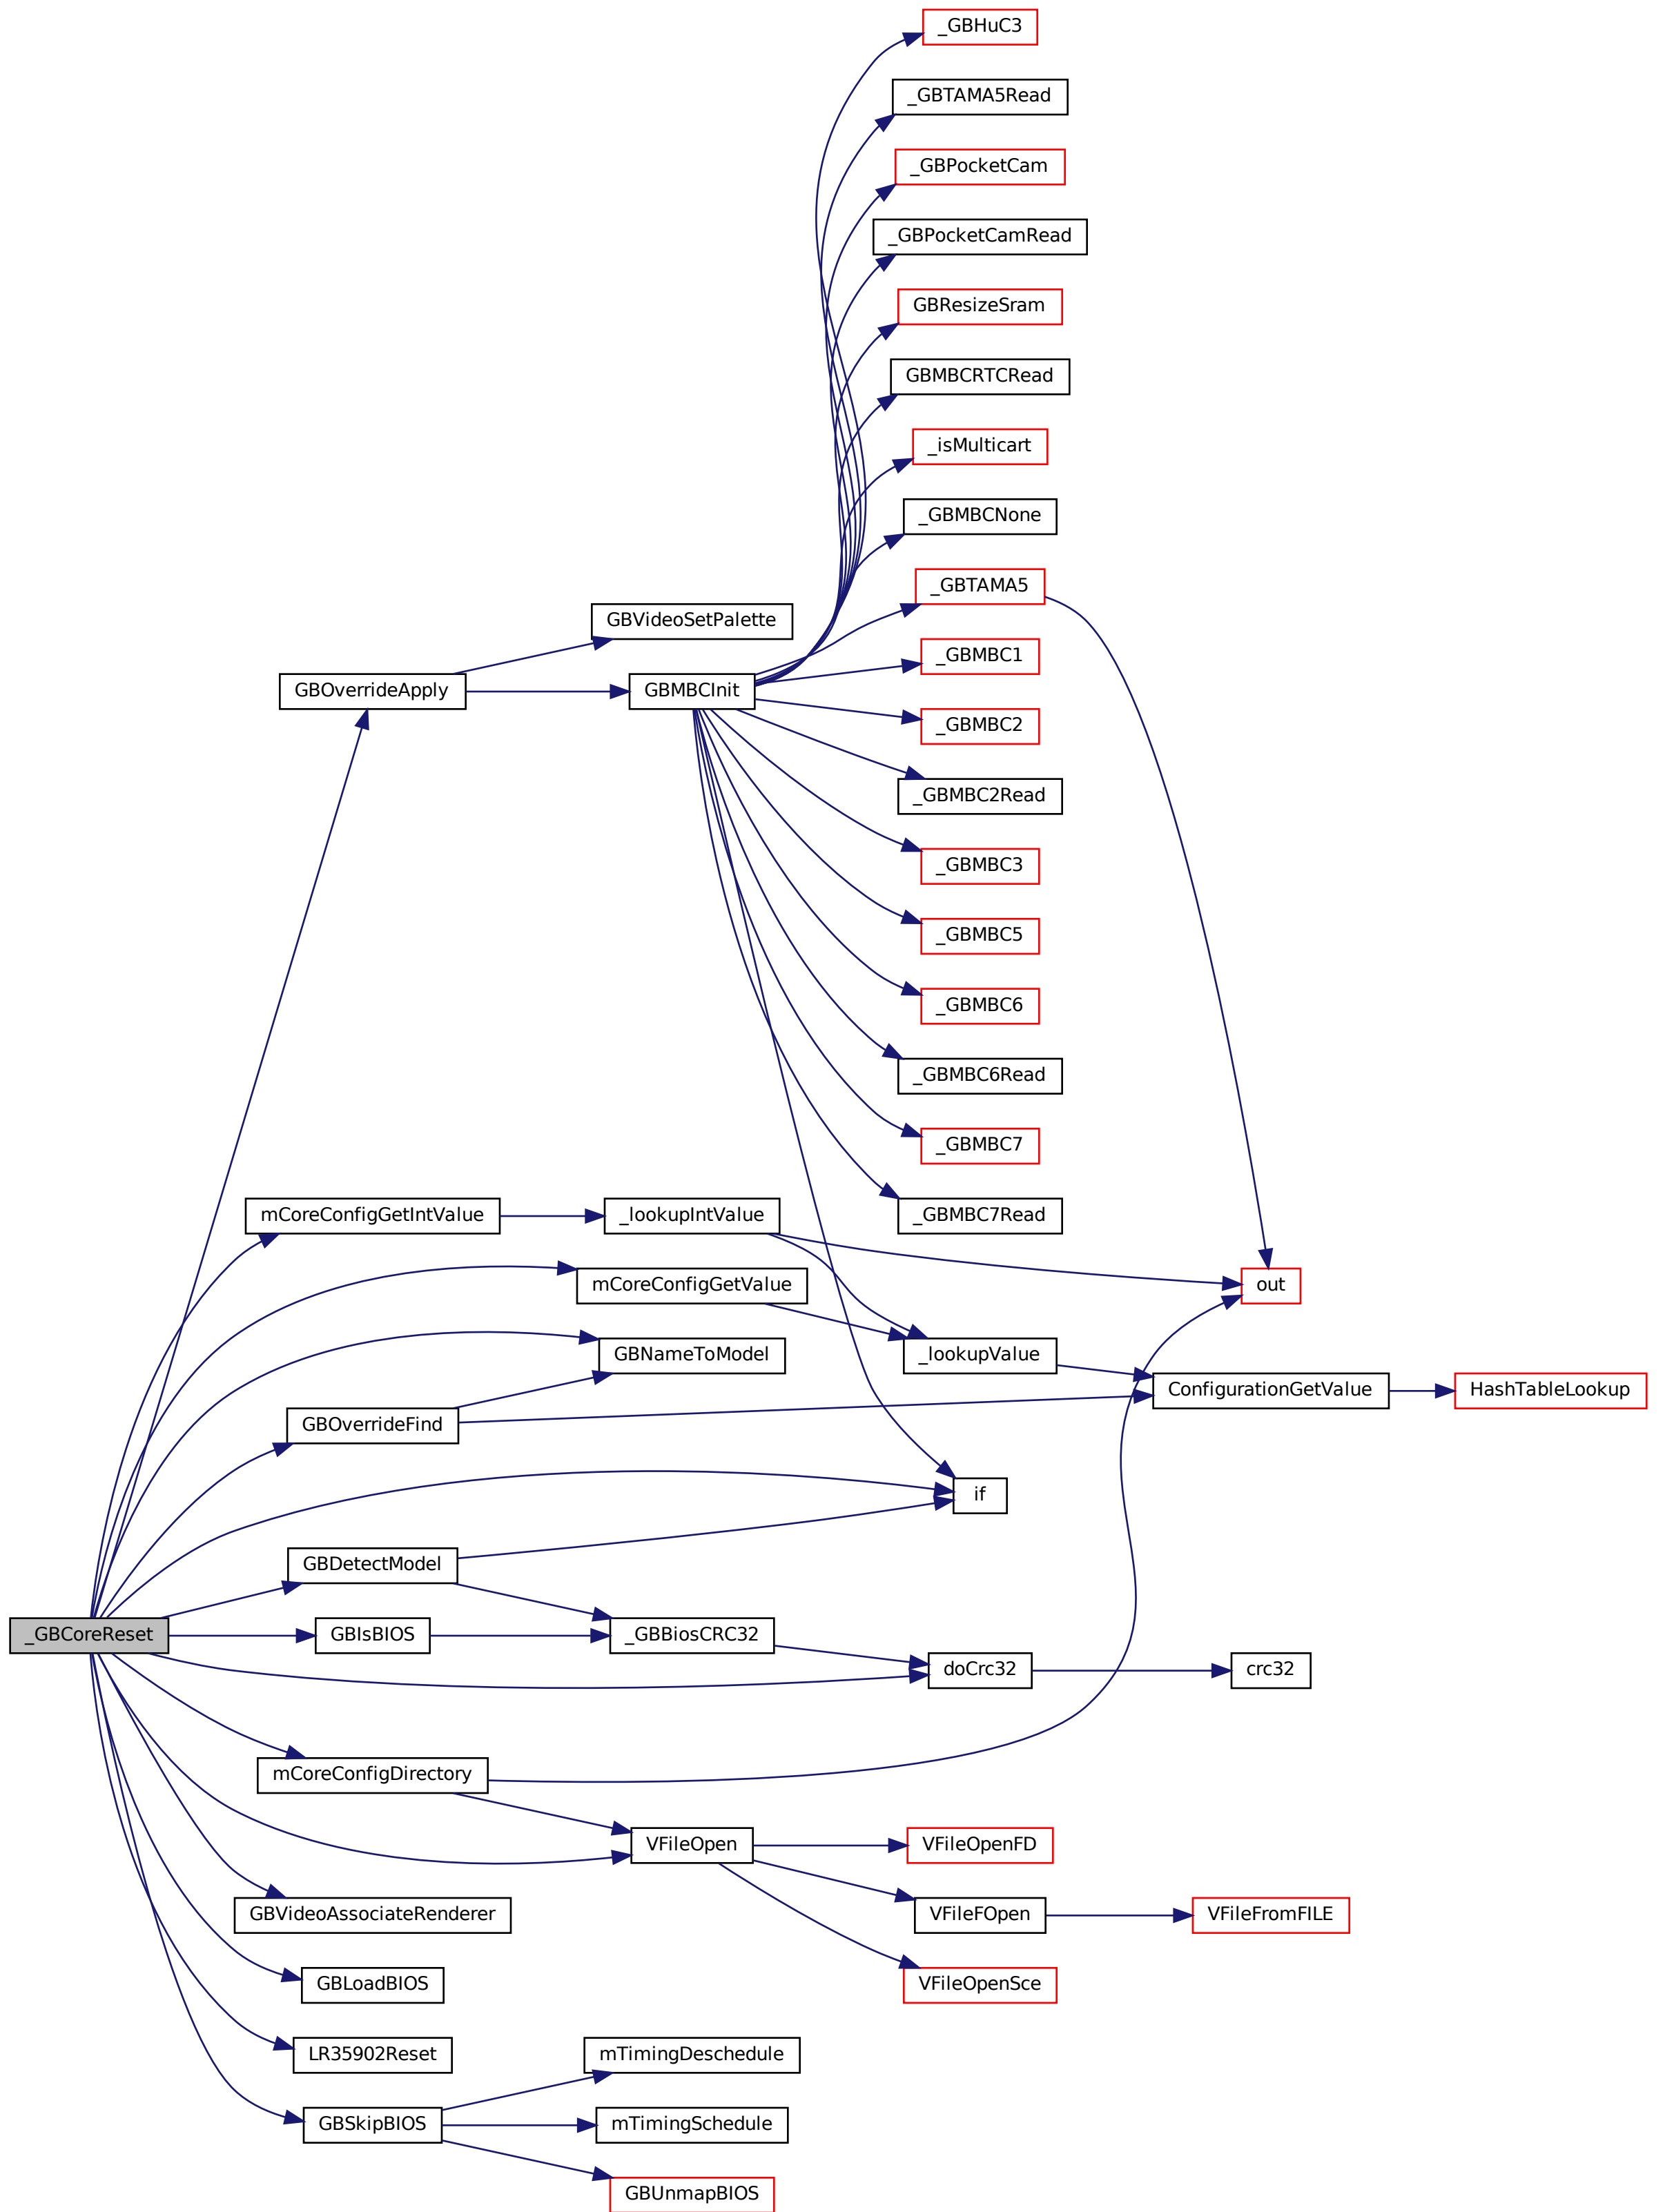 _GBHuC3
_GBTAMA5Read
_GBPocketCam
_GBPocketCamRead
GBResizeSram
GBMBCRTCRead
_isMulticart
_GBMBCNone
_GBTAMA5
GBVideoSetPalette
_GBMBC1
GBOverrideApply
GBMBCInit
_GBMBC2
_GBMBC2Read
_GBMBC3
_GBMBC5
_GBMBC6
_GBMBC6Read
_GBMBC7
mCoreConfigGetIntValue
_lookupIntValue
_GBMBC7Read
mCoreConfigGetValue
out
GBNameToModel
_lookupValue
ConfigurationGetValue
HashTableLookup
GBOverrideFind
if
GBDetectModel
_GBCoreReset
GBIsBIOS
_GBBiosCRC32
doCrc32
crc32
mCoreConfigDirectory
VFileOpen
VFileOpenFD
GBVideoAssociateRenderer
VFileFOpen
VFileFromFILE
GBLoadBIOS
VFileOpenSce
LR35902Reset
mTimingDeschedule
GBSkipBIOS
mTimingSchedule
GBUnmapBIOS